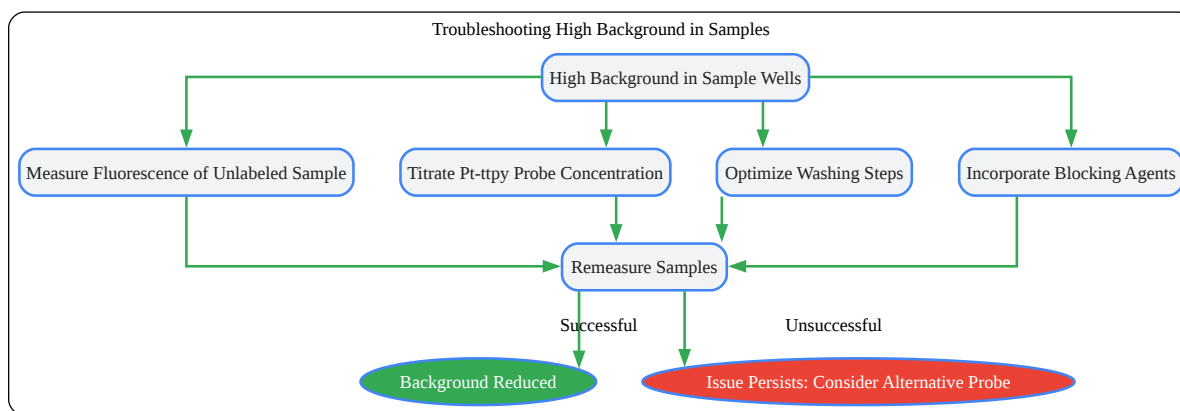 Troubleshooting High Background in Samples
High Background in Sample Wells
Measure Fluorescence of Unlabeled Sample
Titrate Pt-ttpy Probe Concentration
Optimize Washing Steps
Incorporate Blocking Agents
Remeasure Samples
Successful
Unsuccessful
Background Reduced
Issue Persists: Consider Alternative Probe